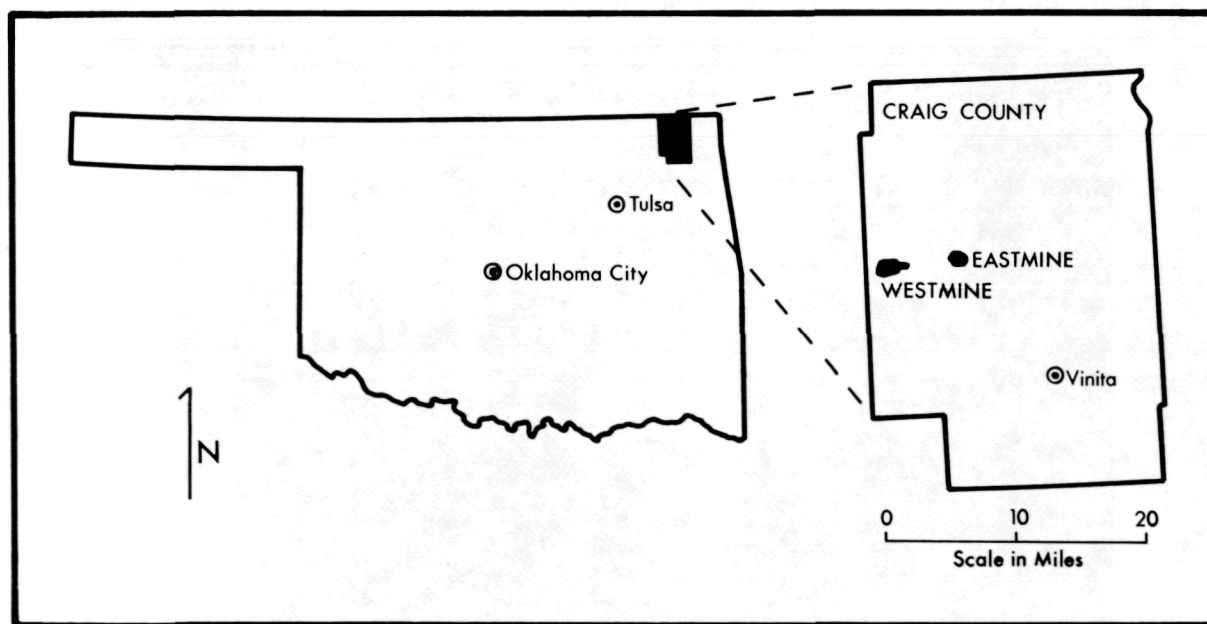 CRAIG COUNTY
Tulsa
Oklahoma City
EASTMINE
WESTMINE
Vinita
N
0 10 20
Scale in Miles